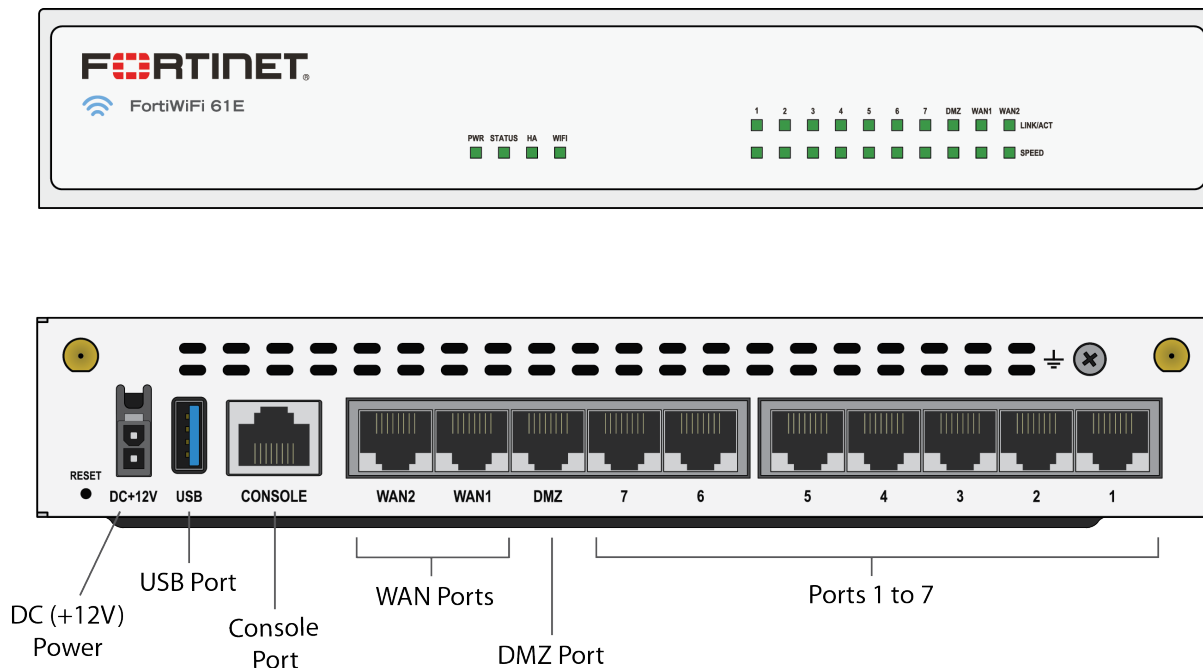 FORTINET®
FortiWiFi 61E
1 2 3 4 5 6 7 DMZ WAN1 WAN2
LINK/ACT
PWR STATUS HA WIFI
SPEED
RESET
DC+12V USB CONSOLE WAN2 WAN1 DMZ 7 6 5 4 3 2 1
DC (+12V)
Power
USB Port
Console
Port
WAN Ports
DMZ Port
Ports 1 to 7